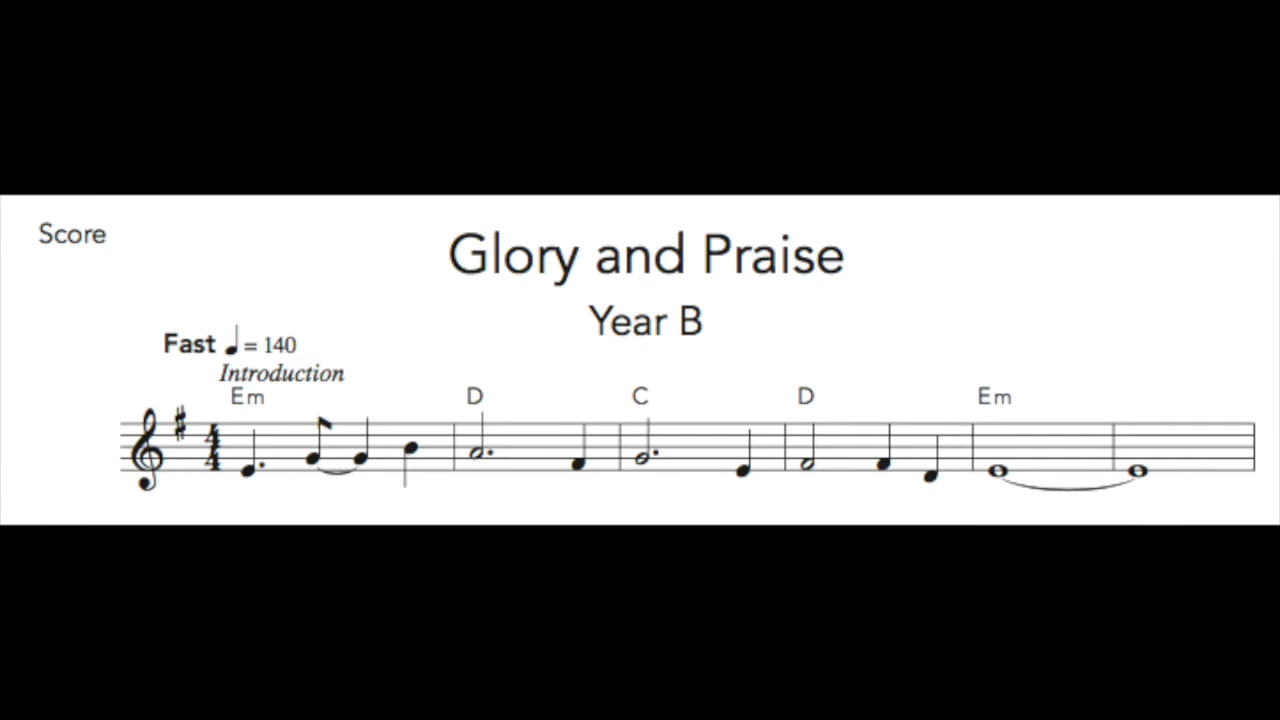 Score
Glory and Praise
Year B
Fast ♩ = 140
Introduction
Em D C D Em